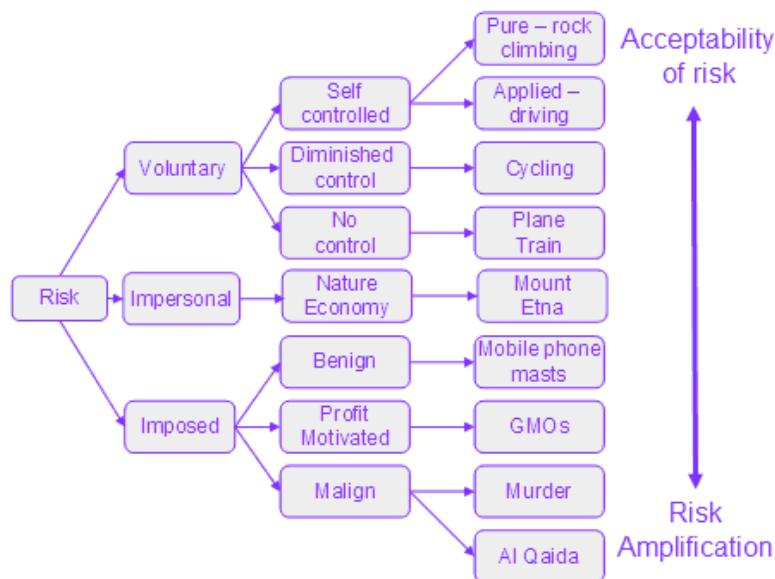 Pure – rock
climbing
Acceptability
of risk
Self
controlled
Applied –
driving
Voluntary
Diminished
control
Cycling
No
control
Plane
Train
Risk
Impersonal
Nature
Economy
Mount
Etna
Benign
Mobile phone
masts
Imposed
Profit
Motivated
GMOs
Malign
Murder
Risk
Amplification
Al Qaida